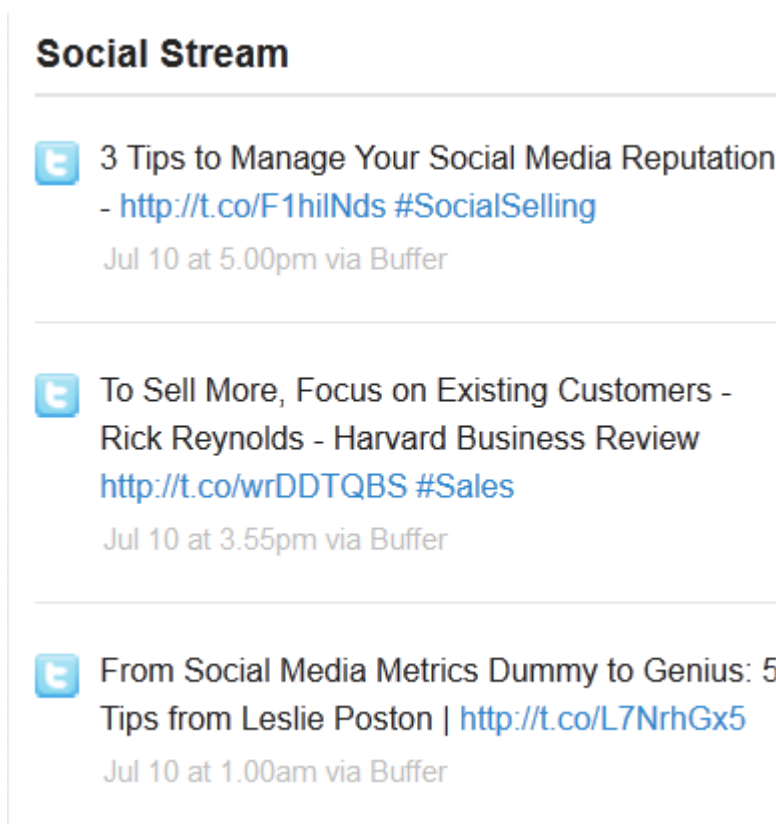 Social Stream
3 Tips to Manage Your Social Media Reputation
- http://t.co/F1hilNds #SocialSelling
Jul 10 at 5.00pm via Buffer
To Sell More, Focus on Existing Customers -
Rick Reynolds - Harvard Business Review
http://t.co/wrDDTQBS #Sales
Jul 10 at 3.55pm via Buffer
From Social Media Metrics Dummy to Genius: 5
Tips from Leslie Poston | http://t.co/L7NrhGx5
Jul 10 at 1.00am via Buffer